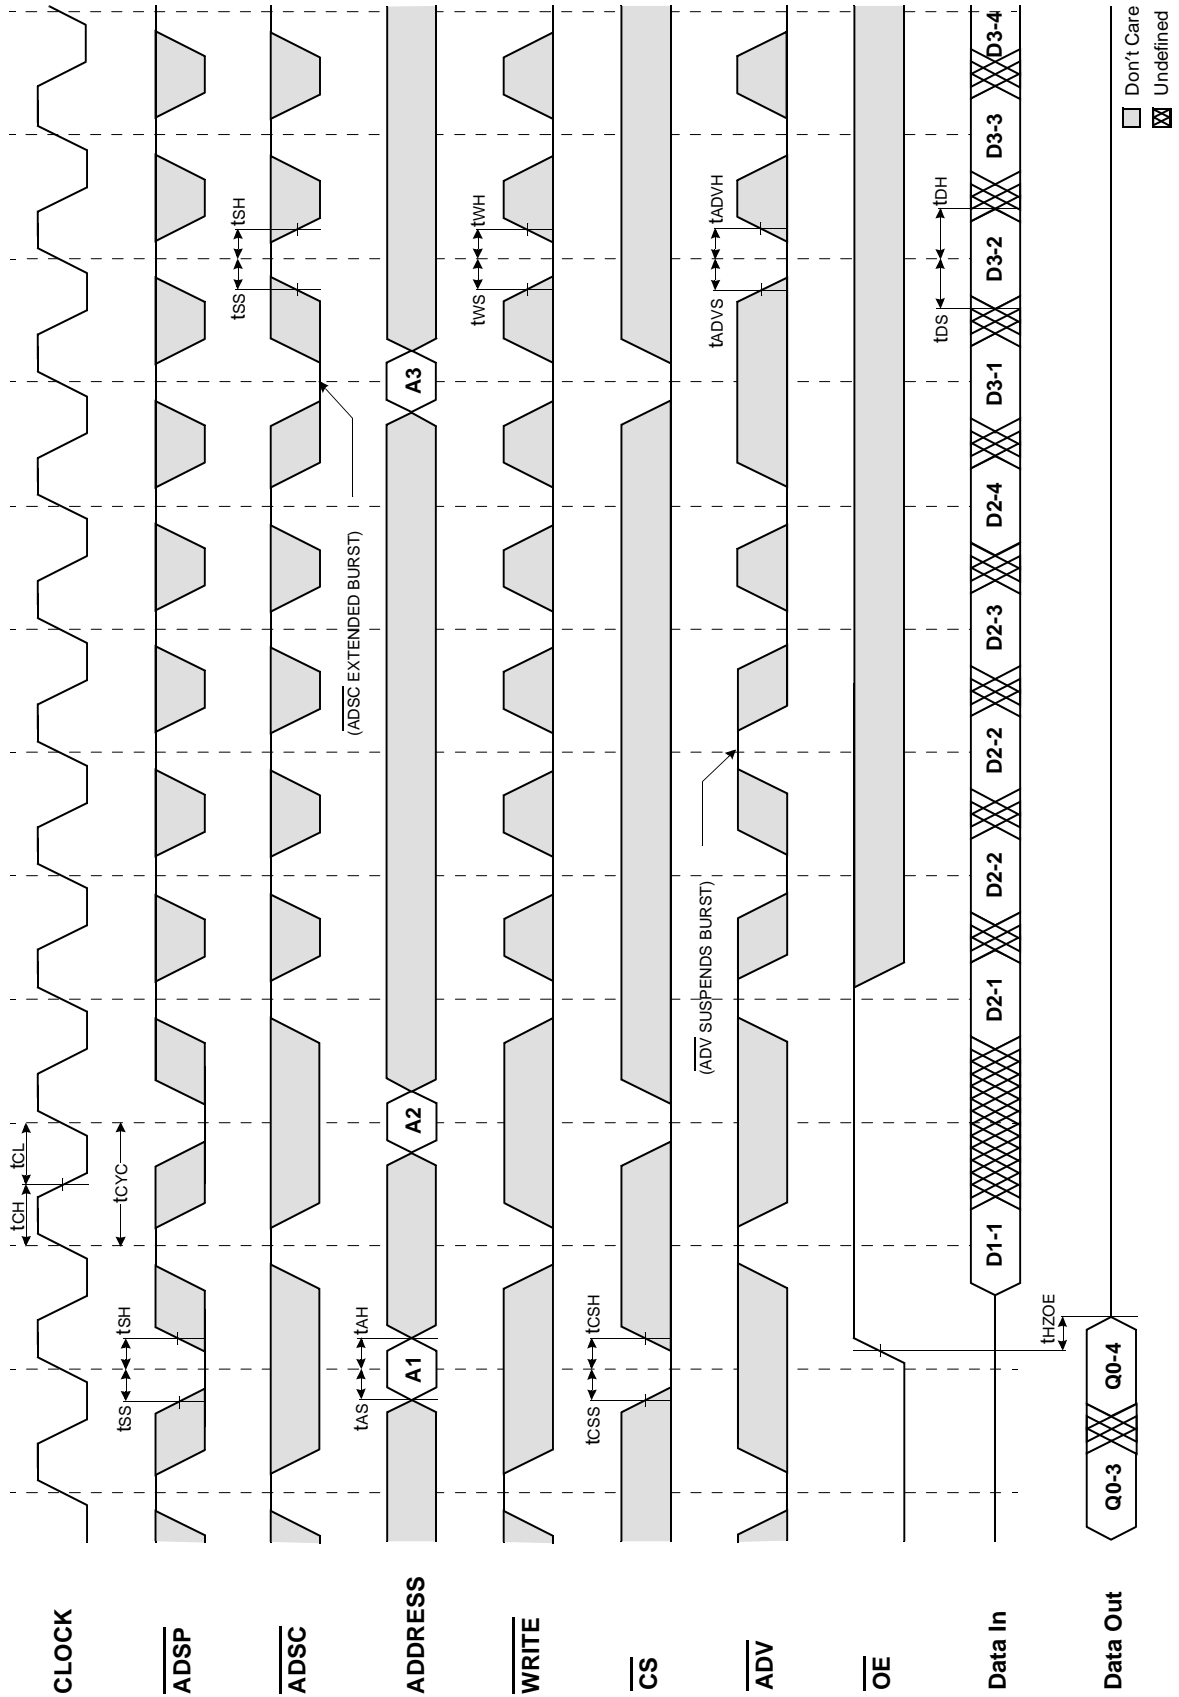 CLOCK
tCH
tCL
tCYC
ADSP
tSS
tSH
ADSC
tSS
tSH
(ADSC EXTENDED BURST)
ADDRESS
tAS
tAH
A1
A2
A3
WRITE
tWS
tWH
CS
tCSS
tCSH
ADV
(ADV SUSPENDS BURST)
tADVS
tADVH
OE
Data In
D1-1
D2-1
D2-2
D2-2
D2-3
D2-4
D3-1
D3-2
D3-3
D3-4
tDS
tDH
tHZOE
Data Out
Q0-3
Q0-4
Don't Care
Undefined